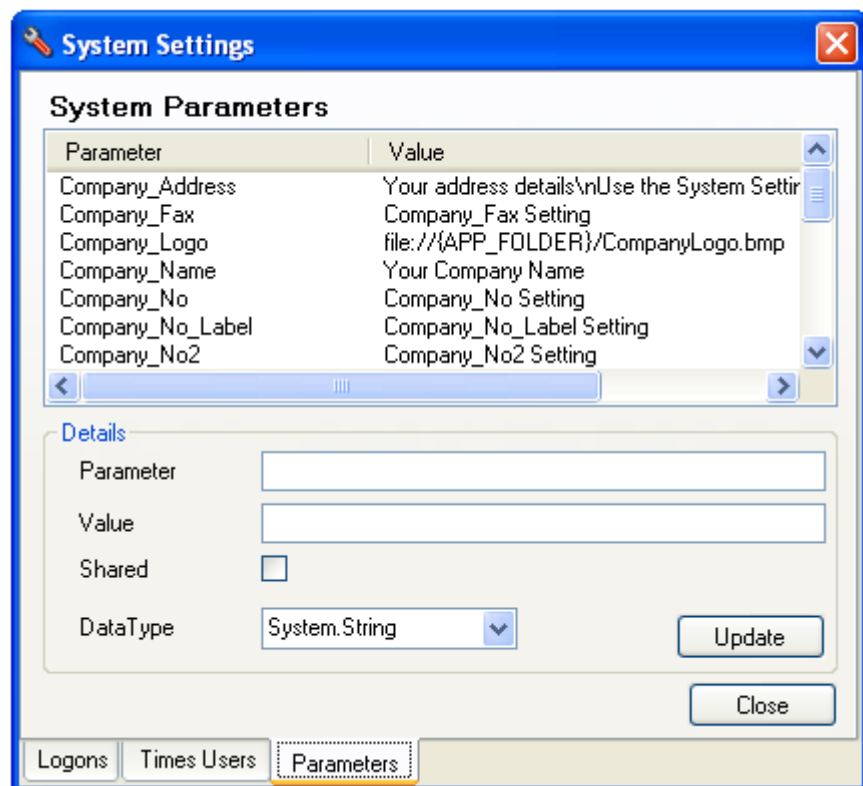 System Settings
System Parameters
Parameter Value
Company_Address Your address details\nUse the System Settin
Company_Fax Company_Fax Setting
Company_Logo file://{APP_FOLDER}/CompanyLogo.bmp
Company_Name Your Company Name
Company_No Company_No Setting
Company_No_Label Company_No_Label Setting
Company_No2 Company_No2 Setting
Details
Parameter
Value
Shared
DataType System.String Update
Close
Logons Times Users Parameters